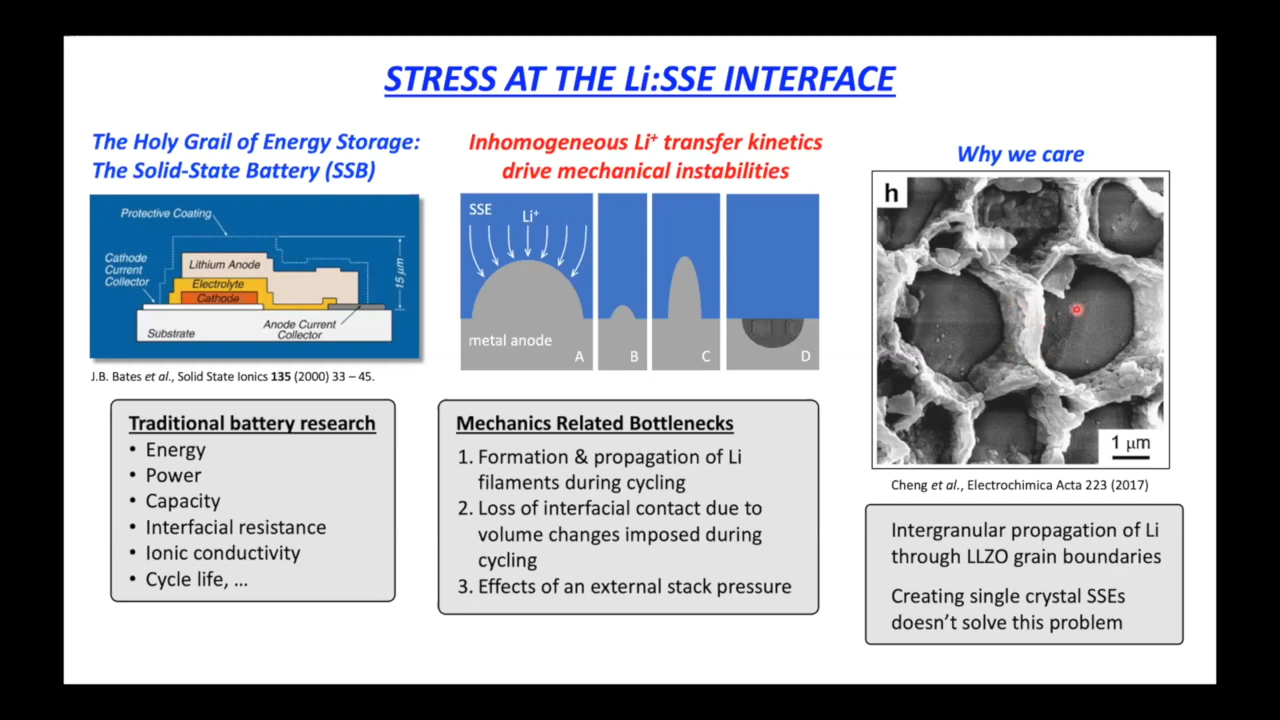 STRESS AT THE Li:SSE INTERFACE
The Holy Grail of Energy Storage:
The Solid-State Battery (SSB)
Protective Coating
Cathode
Current
Collector
Lithium Anode
Electrolyte
Cathode
15 μm
Substrate
Anode Current
Collector
J.B. Bates et al., Solid State Ionics 135 (2000) 33 – 45.
Traditional battery research
• Energy
• Power
• Capacity
• Interfacial resistance
• Ionic conductivity
• Cycle life, ...
Inhomogeneous Li⁺ transfer kinetics
drive mechanical instabilities
SSE
Li⁺
metal anode
A
B
C
D
Mechanics Related Bottlenecks
1. Formation & propagation of Li
filaments during cycling
2. Loss of interfacial contact due to
volume changes imposed during
cycling
3. Effects of an external stack pressure
Why we care
h
1 μm
Cheng et al., Electrochimica Acta 223 (2017)
Intergranular propagation of Li
through LLZO grain boundaries
Creating single crystal SSEs
doesn't solve this problem